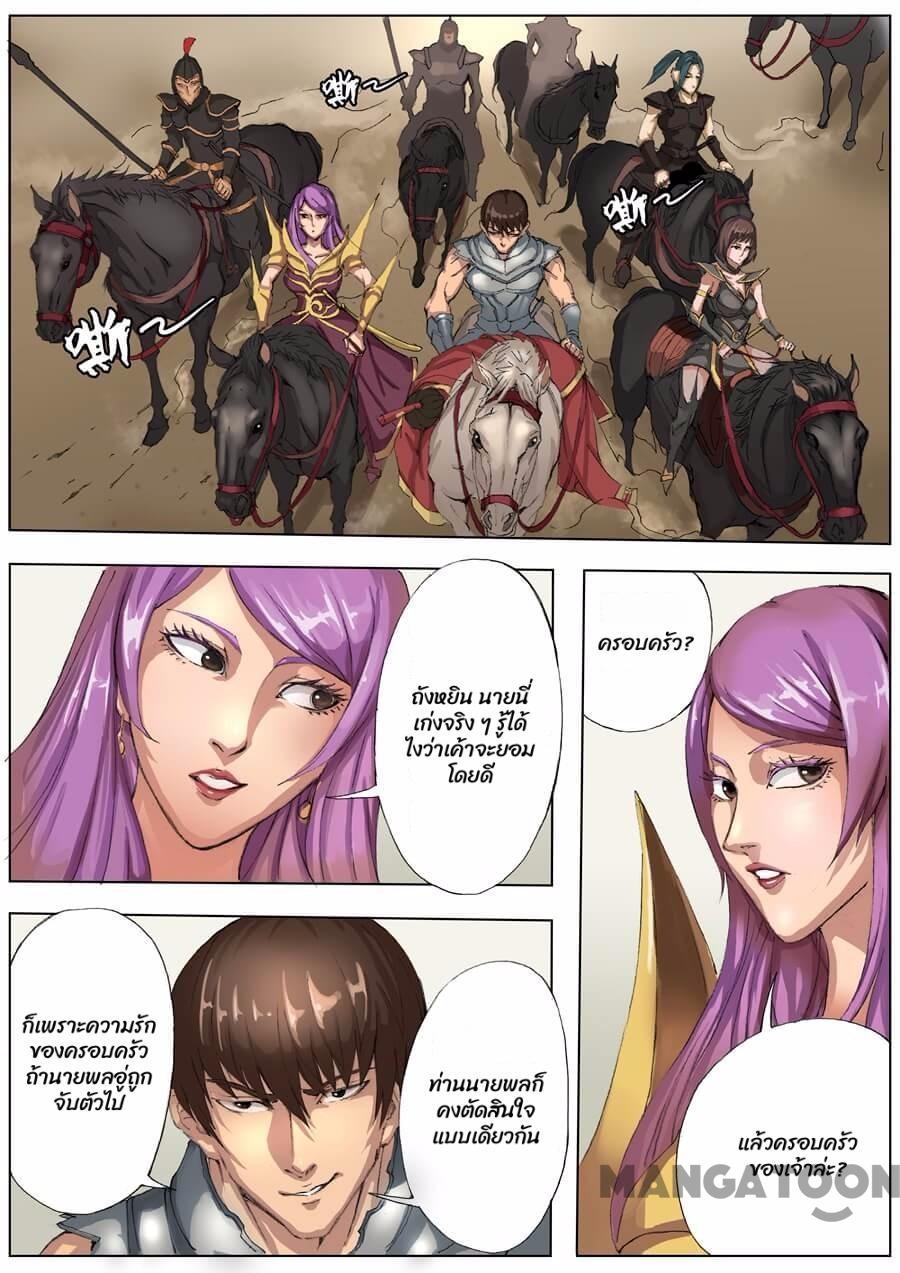 嘶~
嘶~
嘶~
ถังหยิน นายนี่
เก่งจริง ๆ รู้ได้
ไงว่าเค้าจะยอม
โดยดี
ก็เพราะความรัก
ของครอบครัว
ถ้านายพลอู่ถูก
จับตัวไป
ท่านนายพลก็
คงตัดสินใจ
แบบเดียวกัน
ครอบครัว?
แล้วครอบครัว
ของเจ้าล่ะ?
MANGATOON